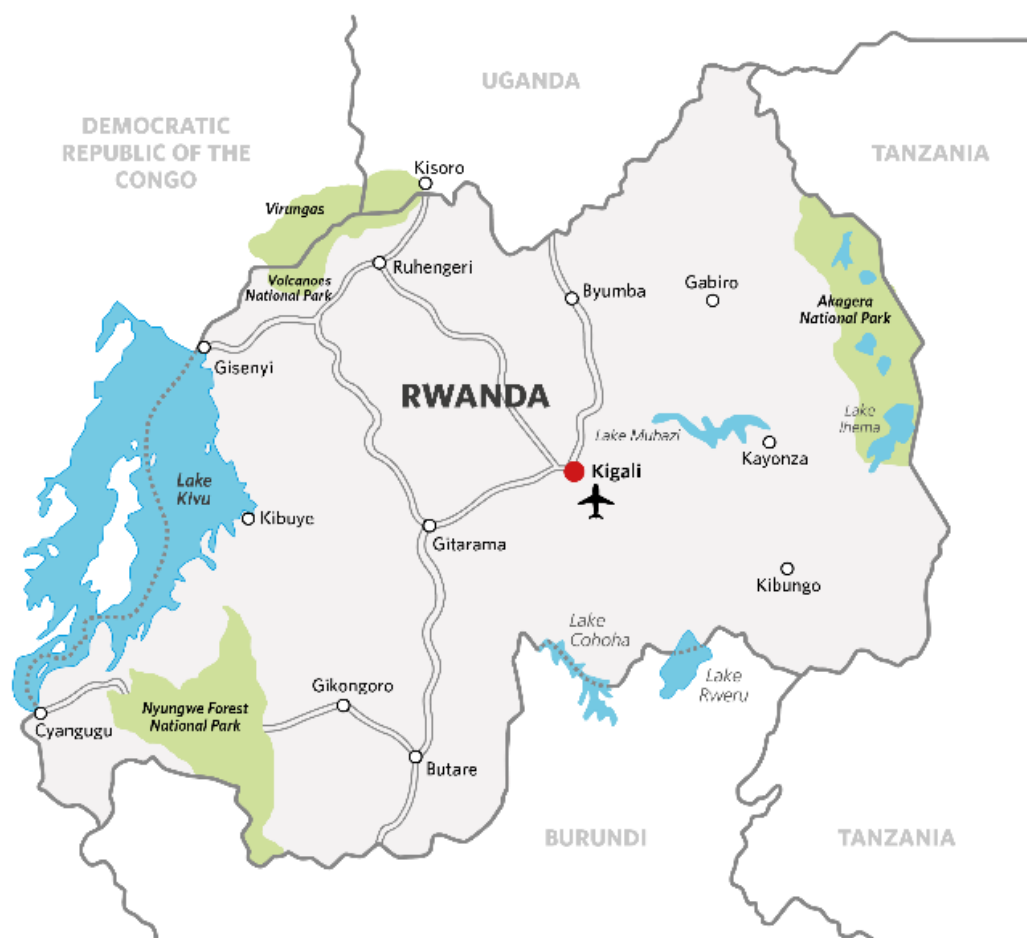 UGANDA
DEMOCRATIC
REPUBLIC OF THE
CONGO
TANZANIA
Kisoro
Virungas
Ruhengeri
Volcanoes
National Park
Byumba
Gabiro
Akagera
National Park
Gisenyi
RWANDA
Lake
Ihema
Lake Muhazi
Kayonza
Kigali
Lake
Kivu
Kibuye
Gitarama
Kibungo
Lake
Cohoha
Lake
Rweru
Gikongoro
Nyungwe Forest
National Park
Cyangugu
Butare
BURUNDI
TANZANIA